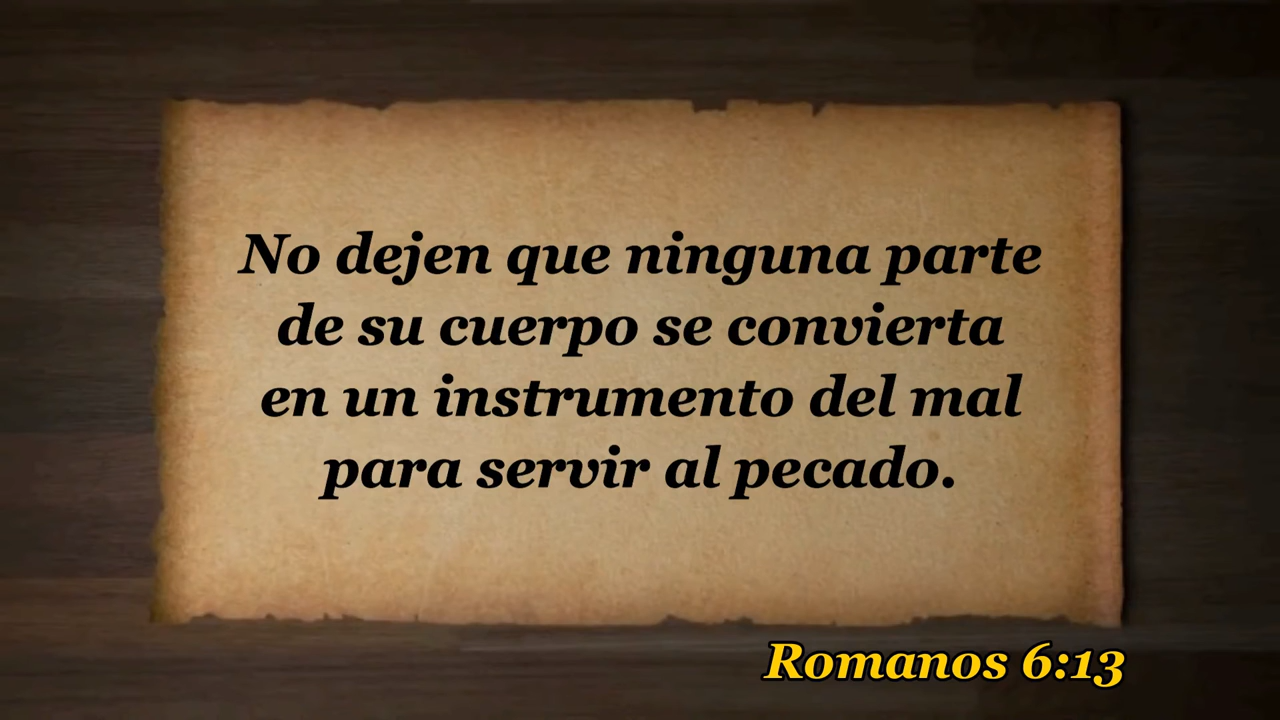 No dejen que ninguna parte
de su cuerpo se convierta
en un instrumento del mal
para servir al pecado.
Romanos 6:13